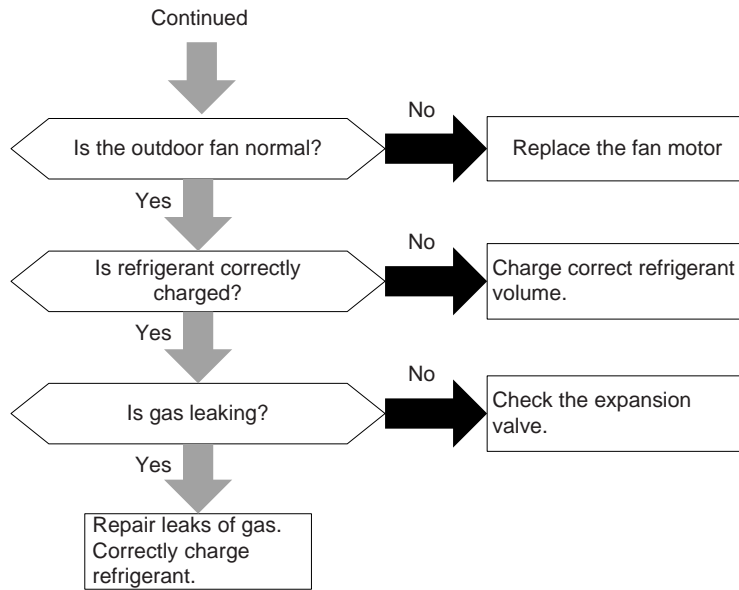 Continued
Is the outdoor fan normal?
No
Replace the fan motor
Yes
Is refrigerant correctly
charged?
No
Charge correct refrigerant
volume.
Yes
Is gas leaking?
No
Check the expansion
valve.
Yes
Repair leaks of gas.
Correctly charge
refrigerant.